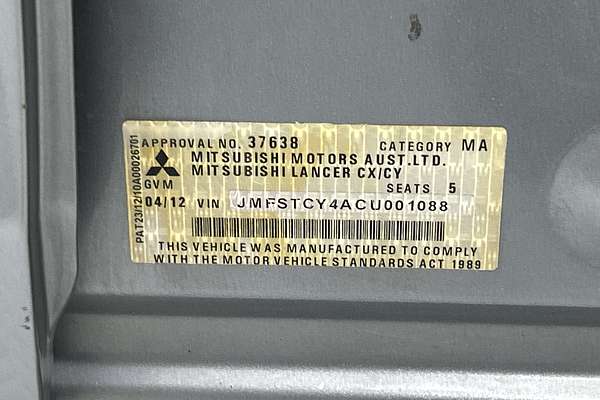 APPROVAL NO. 37638 CATEGORY MA
MITSUBISHI MOTORS AUST.LTD.
MITSUBISHI LANCER CX/CY
GVM SEATS 5
04/12 VIN JMFSTCY4ACU001088
THIS VEHICLE WAS MANUFACTURED TO COMPLY
WITH THE MOTOR VEHICLE STANDARDS ACT 1989
PAT23/12/10A00026701